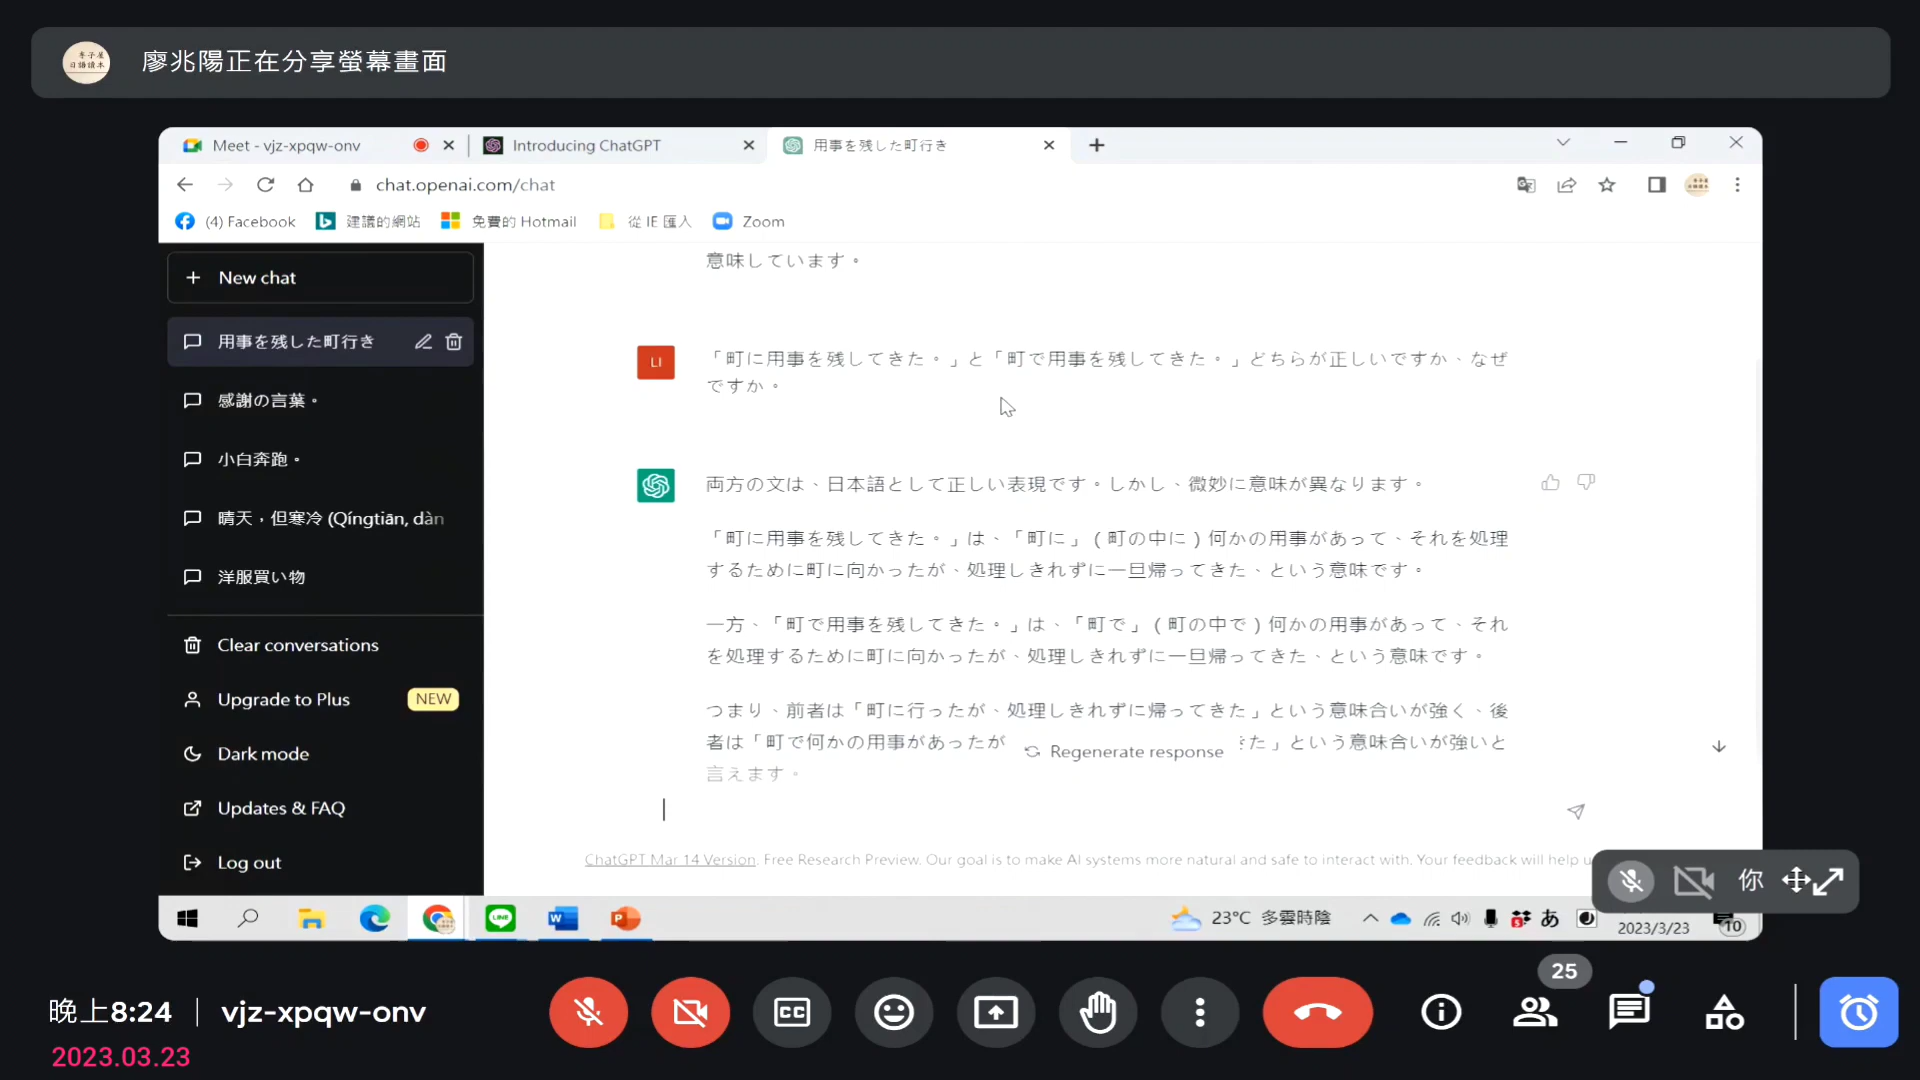 李子屋
日語讀本
廖兆陽正在分享螢幕畫面
Meet - vjz-xpqw-onv
Introducing ChatGPT
用事を残した町行き
chat.openai.com/chat
(4) Facebook
建議的網站
免費的 Hotmail
從 IE 匯入
Zoom
New chat
用事を残した町行き
感謝の言葉。
小白奔跑。
晴天，但寒冷 (Qíngtiān, dàn
洋服買い物
Clear conversations
Upgrade to Plus
NEW
Dark mode
Updates & FAQ
Log out
意味しています。
LI
「町に用事を残してきた。」と「町で用事を残してきた。」どちらが正しいですか、なぜ
ですか。
両方の文は、日本語として正しい表現です。しかし、微妙に意味が異なります。
「町に用事を残してきた。」は、「町に」(町の中に) 何かの用事があって、それを処理
するために町に向かったが、処理しきれずに一旦帰ってきた、という意味です。
一方、「町で用事を残してきた。」は、「町で」(町の中で) 何かの用事があって、それ
を処理するために町に向かったが、処理しきれずに一旦帰ってきた、という意味です。
つまり、前者は「町に行ったが、処理しきれずに帰ってきた」という意味合いが強く、後
者は「町で何かの用事があったが
Regenerate response
きた」という意味合いが強いと
言えます。
ChatGPT Mar 14 Version. Free Research Preview. Our goal is to make AI systems more natural and safe to interact with. Your feedback will help u
你
23°C 多雲時陰
あ
2023/3/23
10
25
晚上8:24
vjz-xpqw-onv
2023.03.23
CC